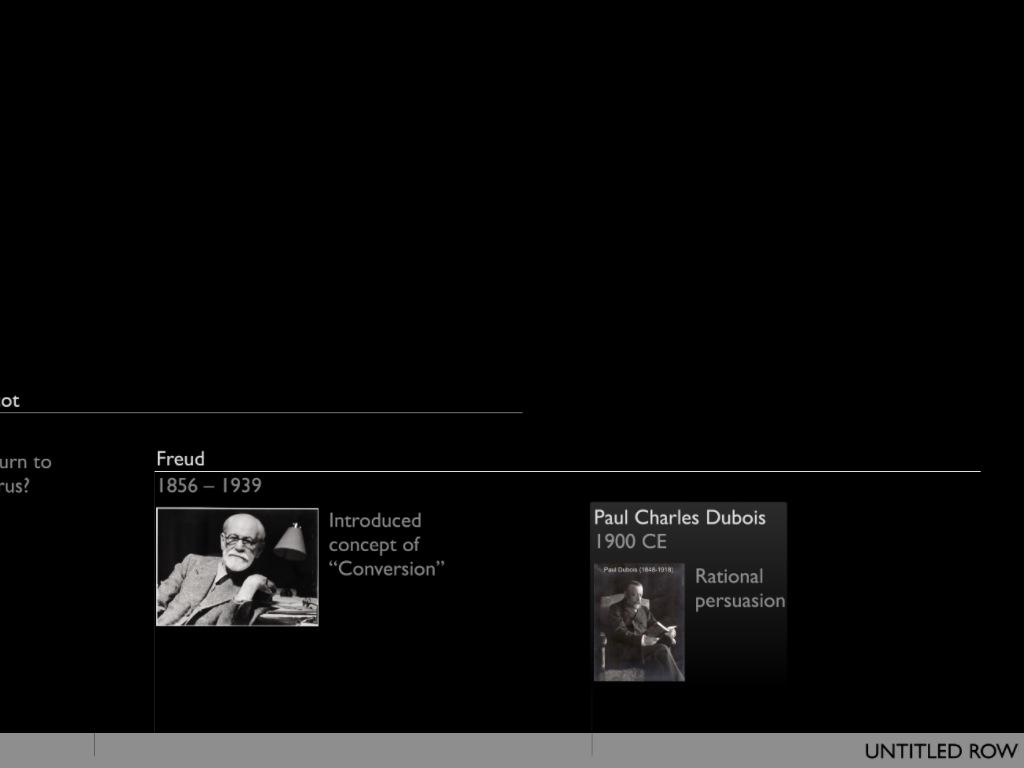 ot
urn to
rus?
Freud
1856 – 1939
Introduced
concept of
“Conversion”
Paul Charles Dubois
1900 CE
Paul Dubois (1848-1918)
Rational
persuasion
UNTITLED ROW